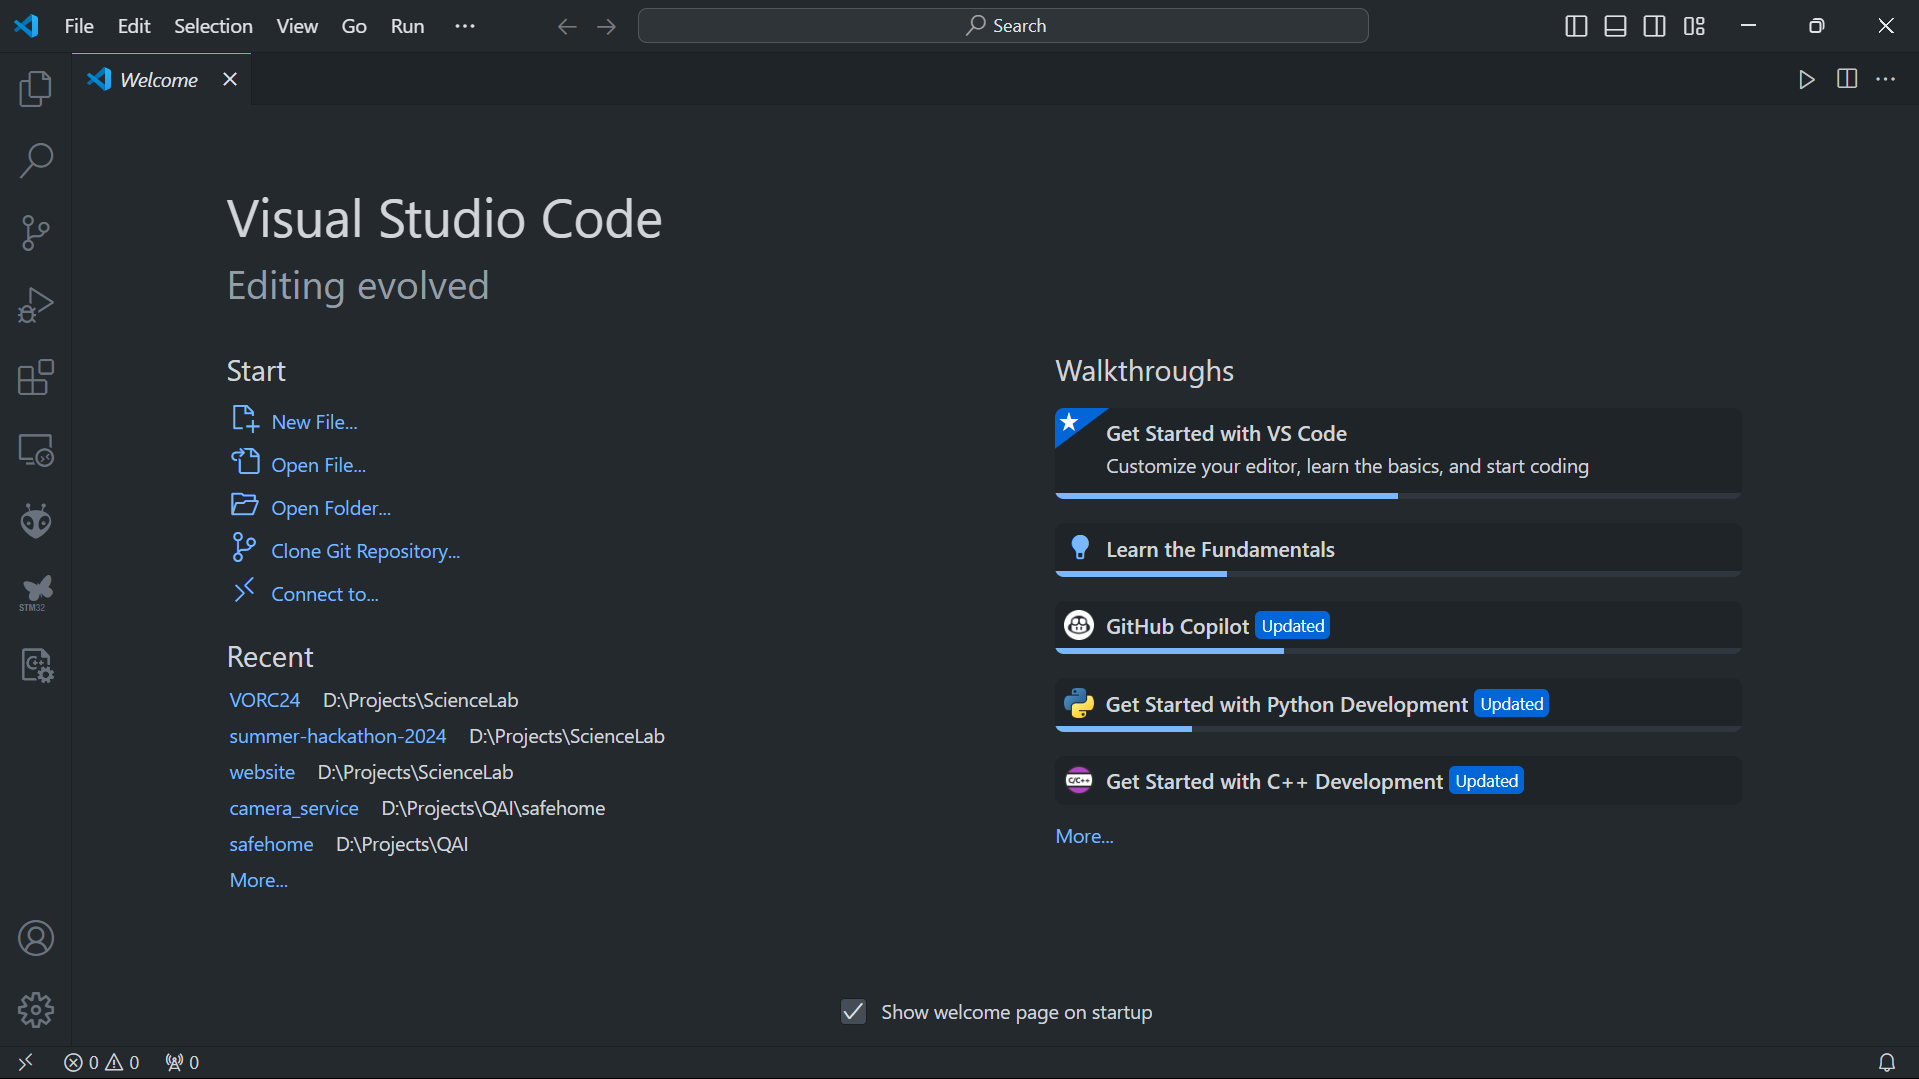 File Edit Selection View Go Run ···
Search
Welcome
Visual Studio Code
Editing evolved
Start
New File...
Open File...
Open Folder...
Clone Git Repository...
Connect to...
Recent
VORC24 D:\Projects\ScienceLab
summer-hackathon-2024 D:\Projects\ScienceLab
website D:\Projects\ScienceLab
camera_service D:\Projects\QAI\safehome
safehome D:\Projects\QAI
More...
Walkthroughs
Get Started with VS Code
Customize your editor, learn the basics, and start coding
Learn the Fundamentals
GitHub Copilot Updated
Get Started with Python Development Updated
C/C++ Get Started with C++ Development Updated
More...
STM32
C++
Show welcome page on startup
0 0 0